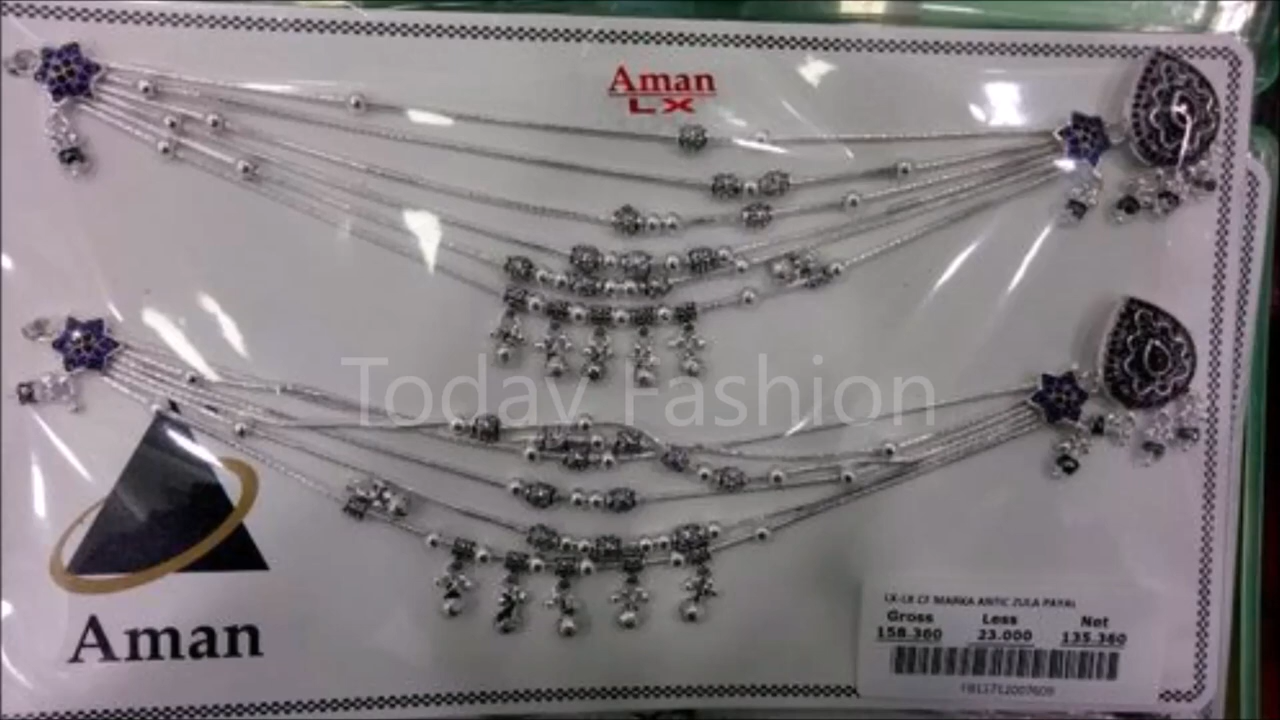 Aman
LX
Today Fashion
Aman
LX-LX CF MARKA ANTIC ZULA PAYAL
Gross Less Net
158.360 23.000 135.360